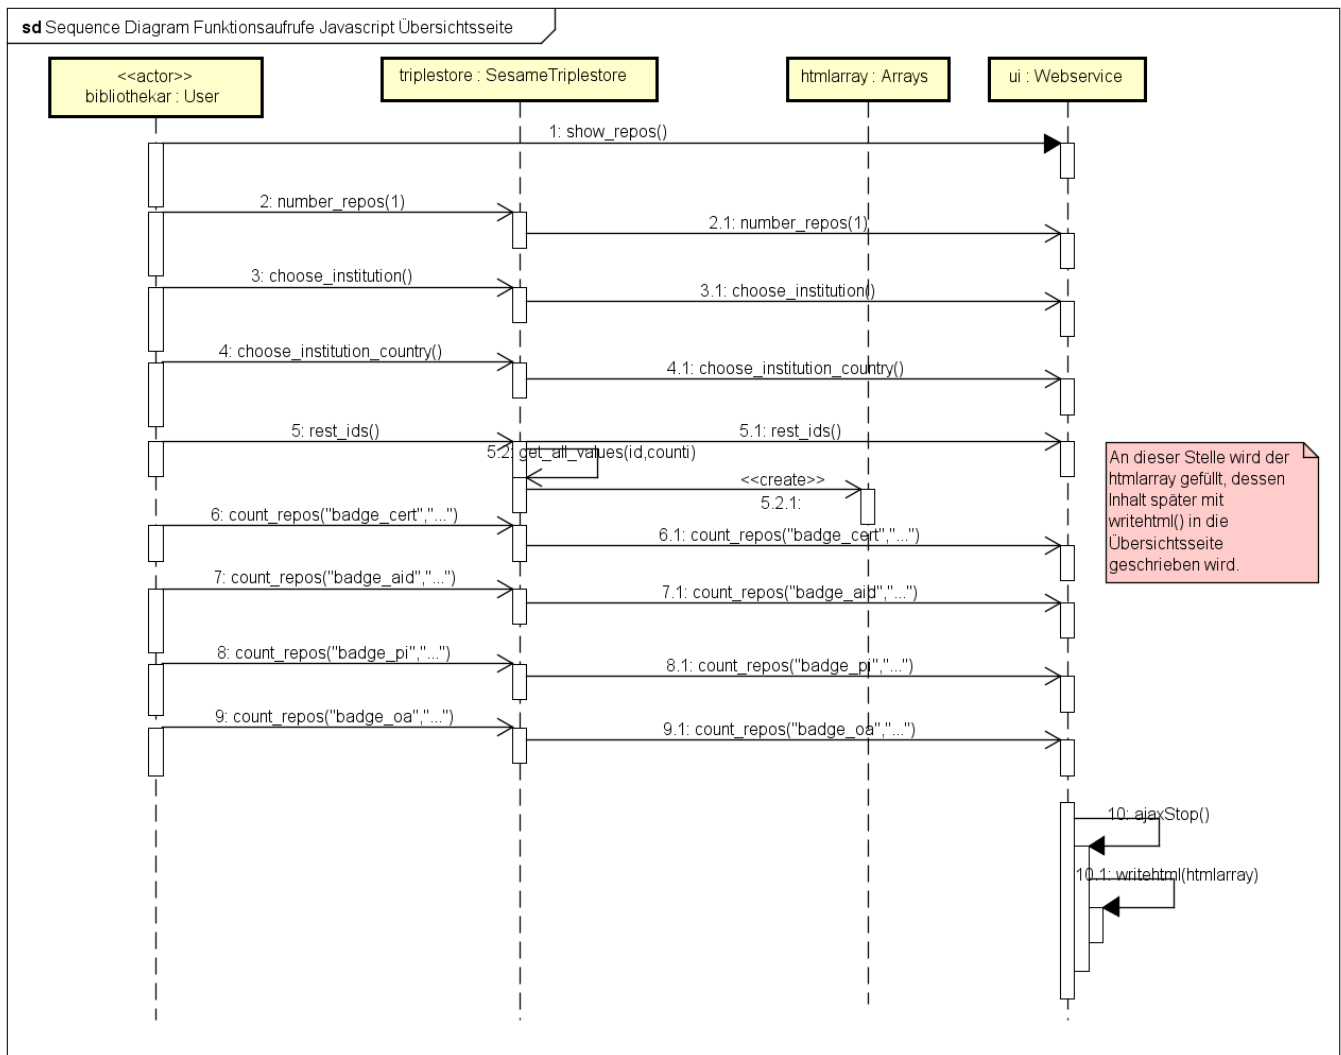 sd Sequence Diagram Funktionsaufrufe Javascript Übersichtsseite
<<actor>>
bibliothekar : User
triplestore : SesameTriplestore
htmlarray : Arrays
ui : Webservice
1: show_repos()
2: number_repos(1)
2.1: number_repos(1)
3: choose_institution()
3.1: choose_institution()
4: choose_institution_country()
4.1: choose_institution_country()
5: rest_ids()
5.1: rest_ids()
5.2: get_all_values(id,counti)
<<create>>
5.2.1:
An dieser Stelle wird der
htmlarray gefüllt, dessen
Inhalt später mit
writehtml() in die
Übersichtsseite
geschrieben wird.
6: count_repos("badge_cert","...")
6.1: count_repos("badge_cert","...")
7: count_repos("badge_aid","...")
7.1: count_repos("badge_aid","...")
8: count_repos("badge_pi","...")
8.1: count_repos("badge_pi","...")
9: count_repos("badge_oa","...")
9.1: count_repos("badge_oa","...")
10: ajaxStop()
10.1: writehtml(htmlarray)